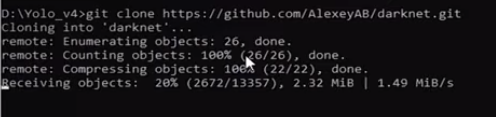 D:\Yolo_v4>git clone https://github.com/AlexeyAB/darknet.git
Cloning into 'darknet'...
remote: Enumerating objects: 26, done.
remote: Counting objects: 100% (26/26), done.
remote: Compressing objects: 100% (22/22), done.
Receiving objects:  20% (2672/13357), 2.32 MiB | 1.49 MiB/s